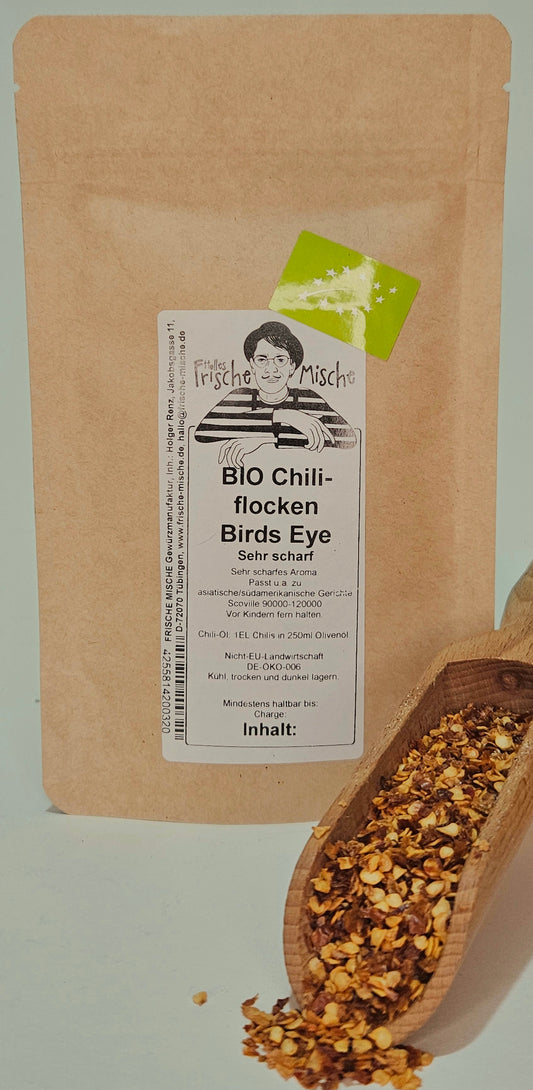 Helles
Frische Mische
BIO Chili-
flocken
Birds Eye
Sehr scharf
Sehr scharfes Aroma
Passt u.a. zu
asiatische/südamerikanische Gerichte
Scoville 90000-120000
Vor Kindern fern halten.
Chili-Öl: 1EL Chilis in 250ml Olivenöl
Nicht-EU-Landwirtschaft
DE-ÖKO-006
Kühl, trocken und dunkel lagern.
Mindestens haltbar bis:
Charge:
Inhalt:
FRISCHE MISCHE Gewürzmanufaktur, Inh.: Holger Renz, Jakobsgasse 11,
D-72070 Tübingen, www.frische-mische.de, hallo@frische-mische.de
4255814200320